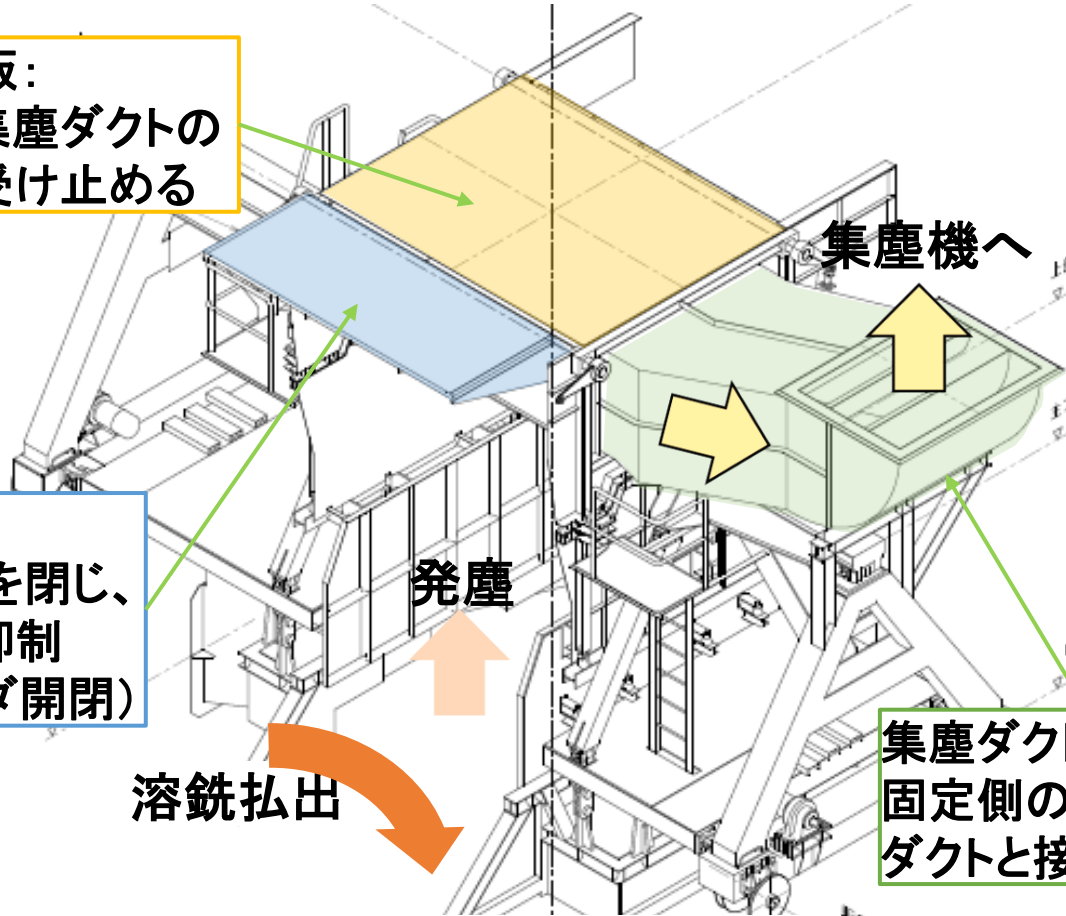 板：
集塵ダクトの
受け止める
集塵機へ
を閉じ、
抑制
ダ開閉）
発塵
溶銑払出
集塵ダク
固定側の
ダクトと接